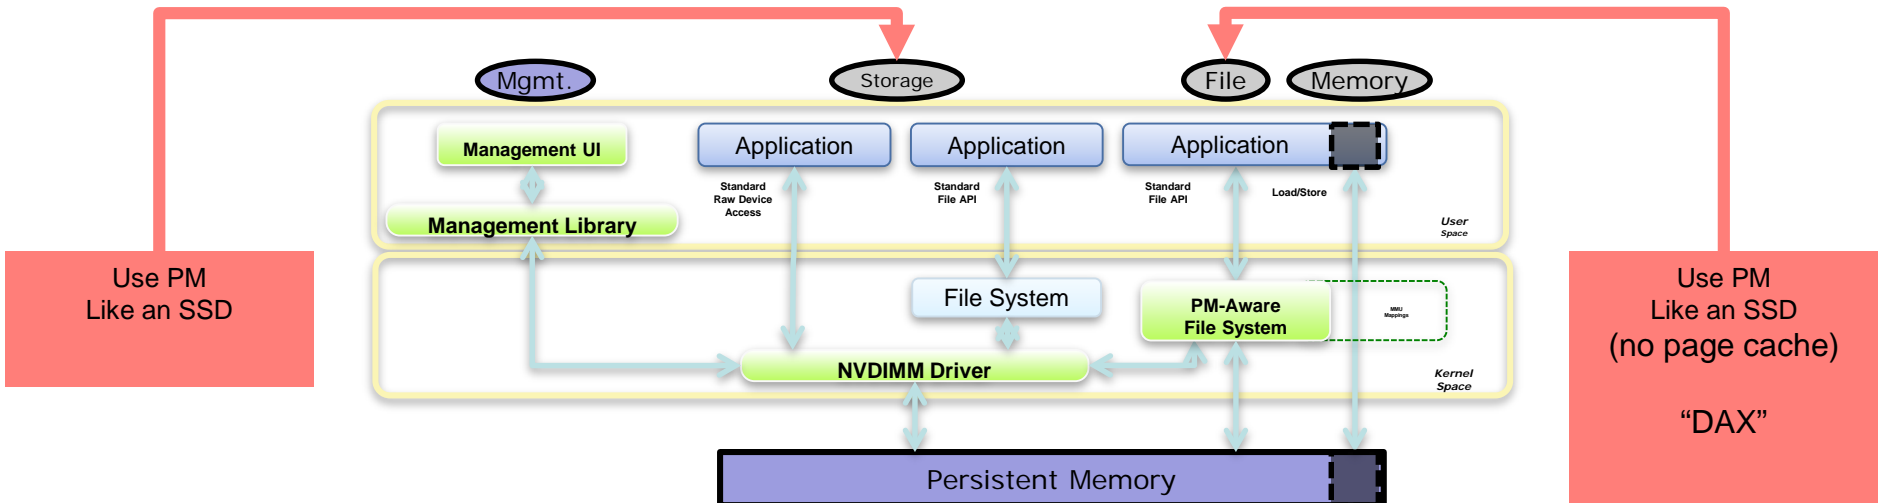 Mgmt.
Storage
File
Memory
Management UI
Application
Application
Application
Standard
Raw Device
Access
Standard
File API
Standard
File API
Load/Store
Management Library
User
Space
Use PM
Like an SSD
Use PM
Like an SSD
(no page cache)
“DAX”
File System
PM-Aware
File System
MMU
Mappings
NVDIMM Driver
Kernel
Space
Persistent Memory